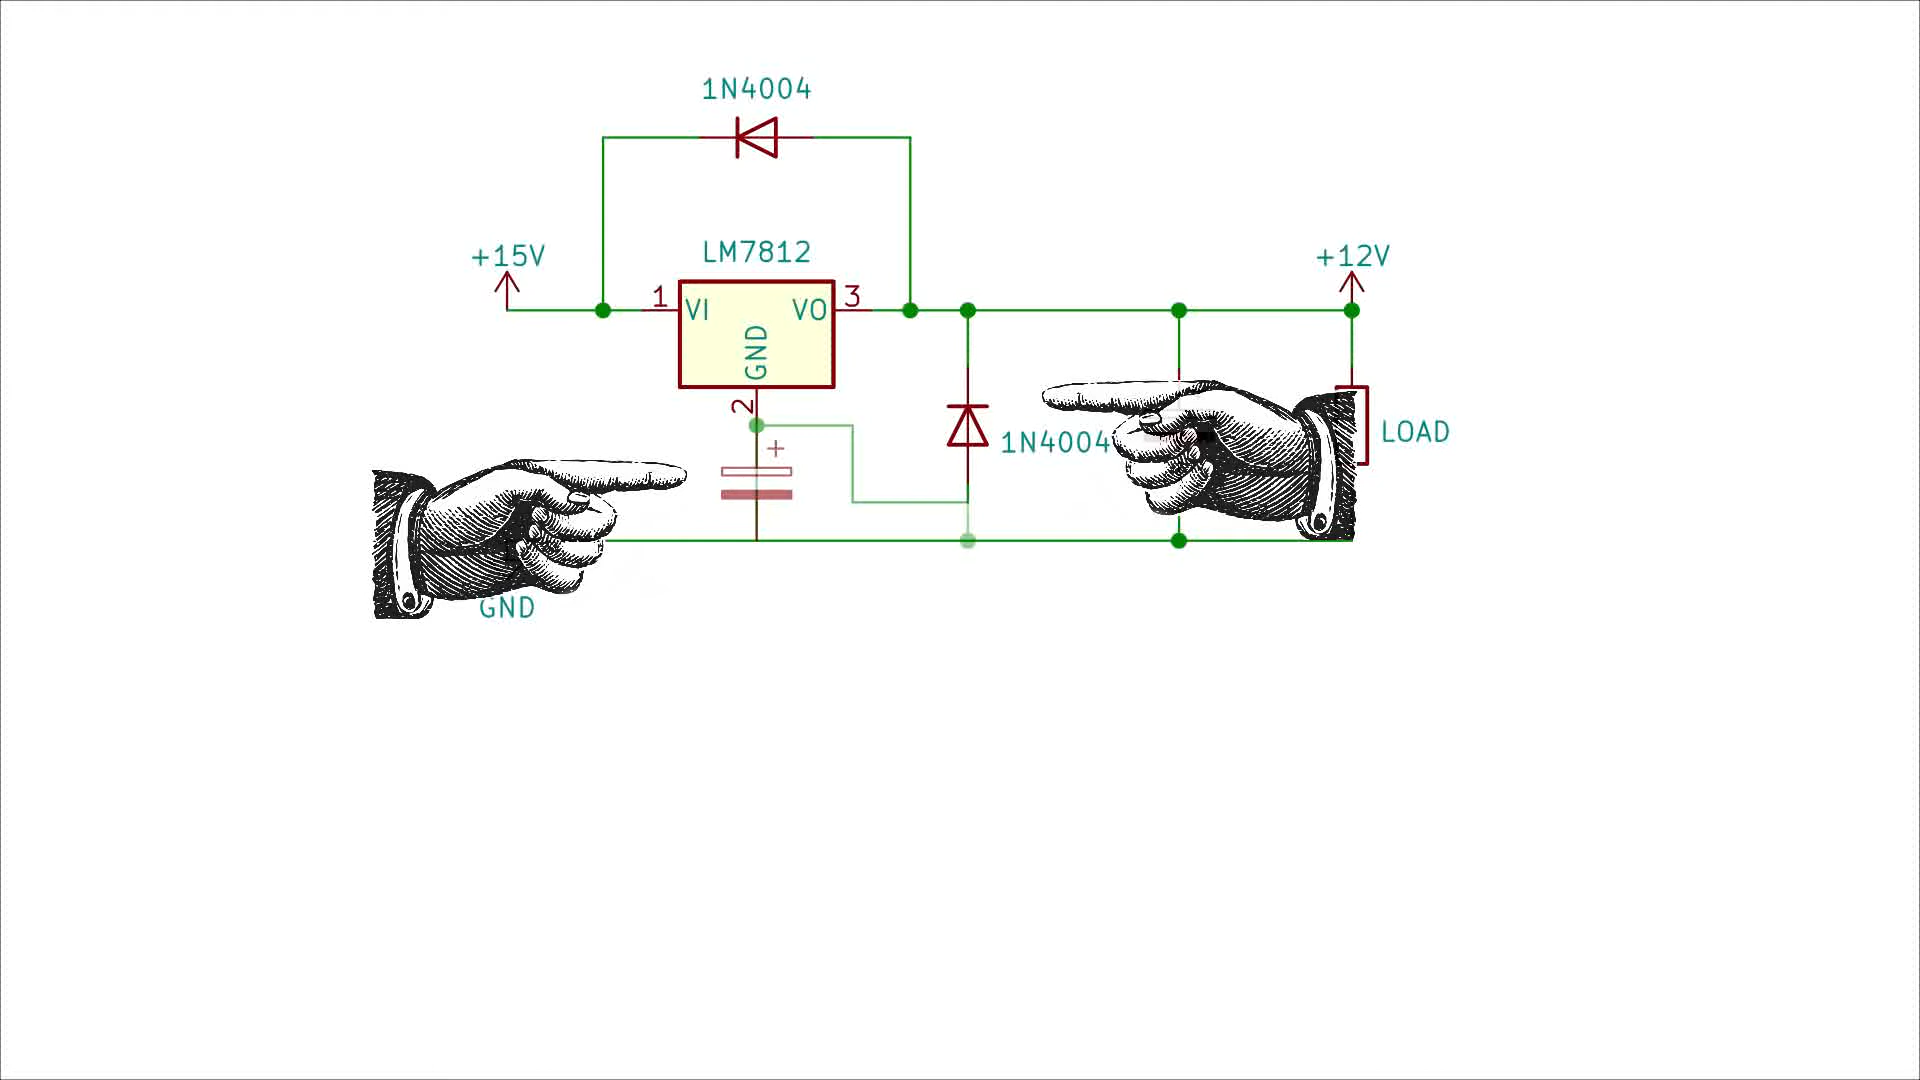 1N4004
LM7812
+15V
+12V
1
VI
VO
3
GND
2
+
1N4004
LOAD
GND